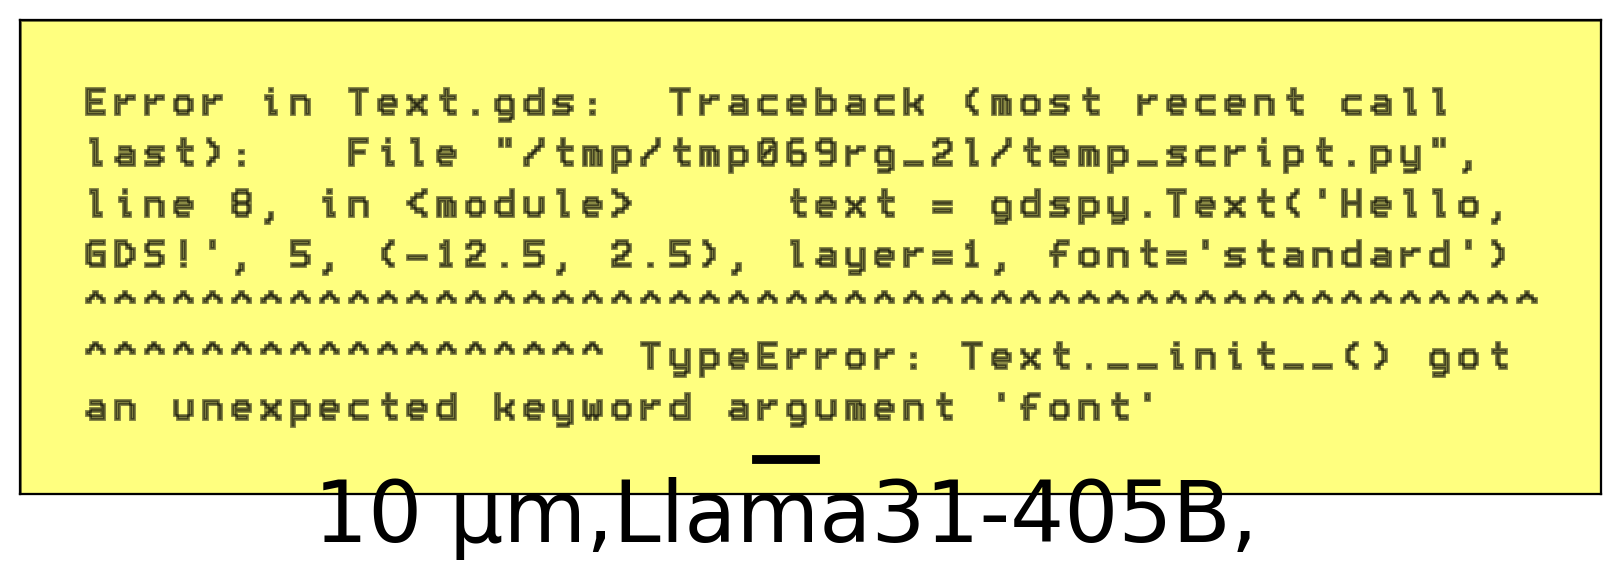 Error in Text.gds:  Traceback (most recent call
last):   File "/tmp/tmp069rg_2l/temp_script.py",
line 8, in <module>     text = gdspy.Text('Hello,
GDS!', 5, (-12.5, 2.5), layer=1, font='standard')
^^^^^^^^^^^^^^^^^^^^^^^^^^^^^^^^^^^^^^^^^^^^^^^^^^
^^^^^^^^^^^^^^^^^^ TypeError: Text.__init__() got
an unexpected keyword argument 'font'
10 μm,Llama31-405B,